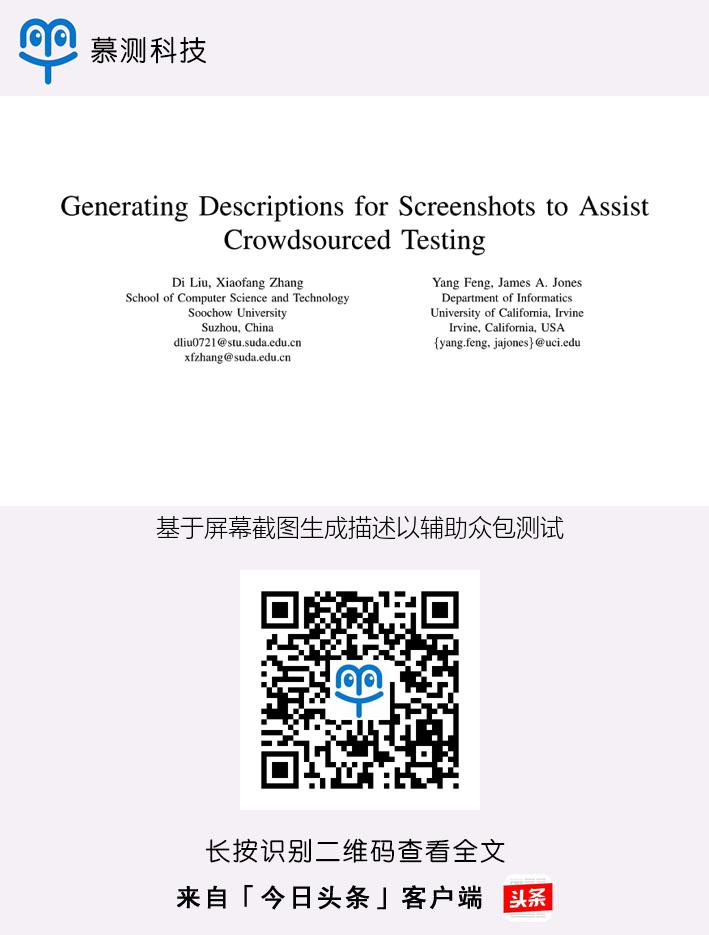 慕测科技
Generating Descriptions for Screenshots to Assist
Crowdsourced Testing
Di Liu, Xiaofang Zhang
School of Computer Science and Technology
Soochow University
Suzhou, China
dliu0721@stu.suda.edu.cn
xfzhang@suda.edu.cn
Yang Feng, James A. Jones
Department of Informatics
University of California, Irvine
Irvine, California, USA
{yang.feng, jajones}@uci.edu
基于屏幕截图生成描述以辅助众包测试
长按识别二维码查看全文
来自「今日头条」客户端
头条